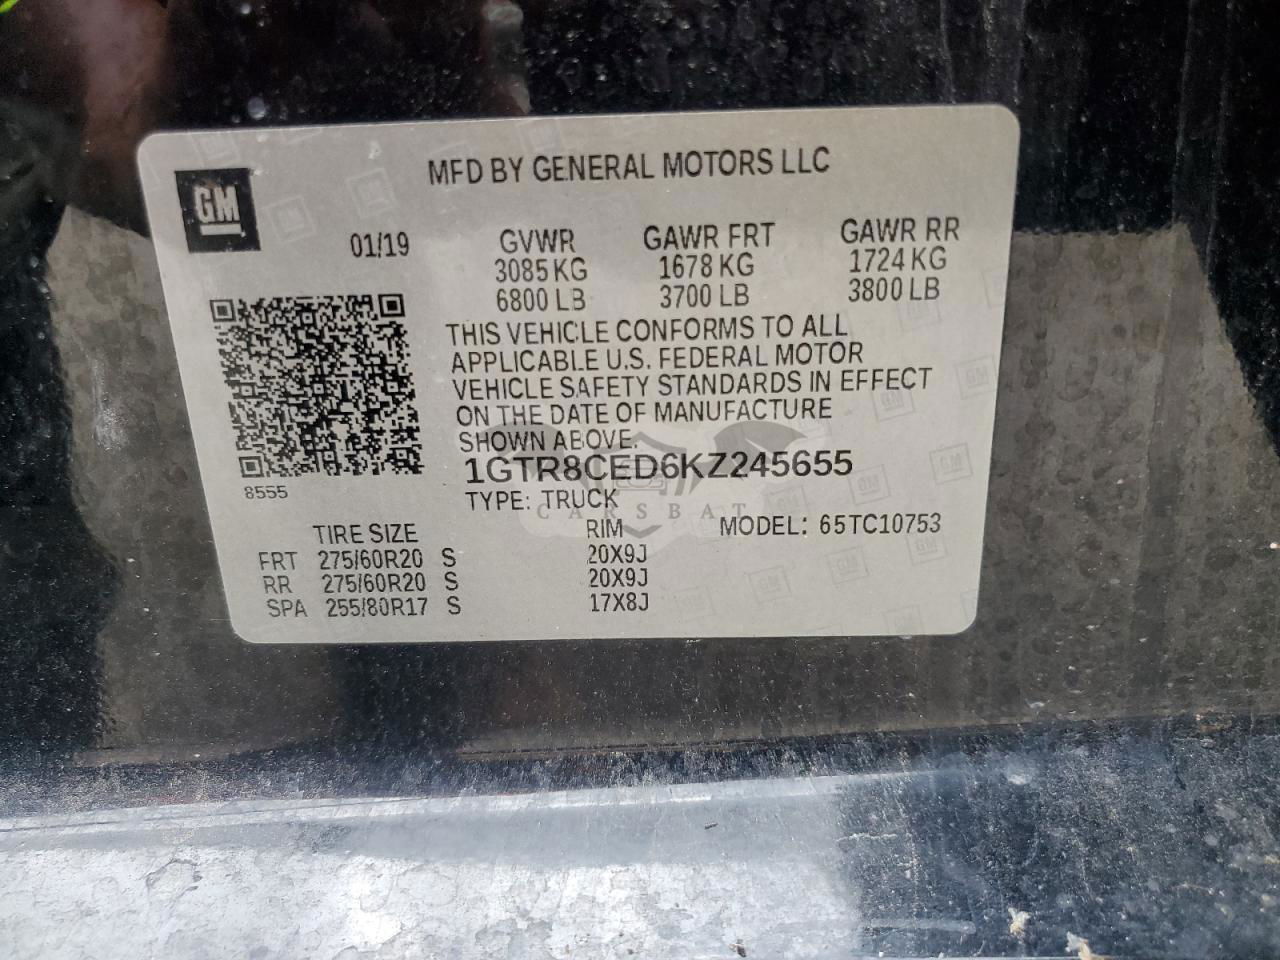 MFD BY GENERAL MOTORS LLC
GM
01/19
GVWR GAWR FRT GAWR RR
3085 KG 1678 KG 1724 KG
6800 LB 3700 LB 3800 LB
THIS VEHICLE CONFORMS TO ALL
APPLICABLE U.S. FEDERAL MOTOR
VEHICLE SAFETY STANDARDS IN EFFECT
ON THE DATE OF MANUFACTURE
SHOWN ABOVE.
1GTR8CED6KZ245655
8555
TYPE: TRUCK
CARSBAT
TIRE SIZE RIM MODEL: 65TC10753
FRT 275/60R20 S 20X9J
RR 275/60R20 S 20X9J
SPA 255/80R17 S 17X8J